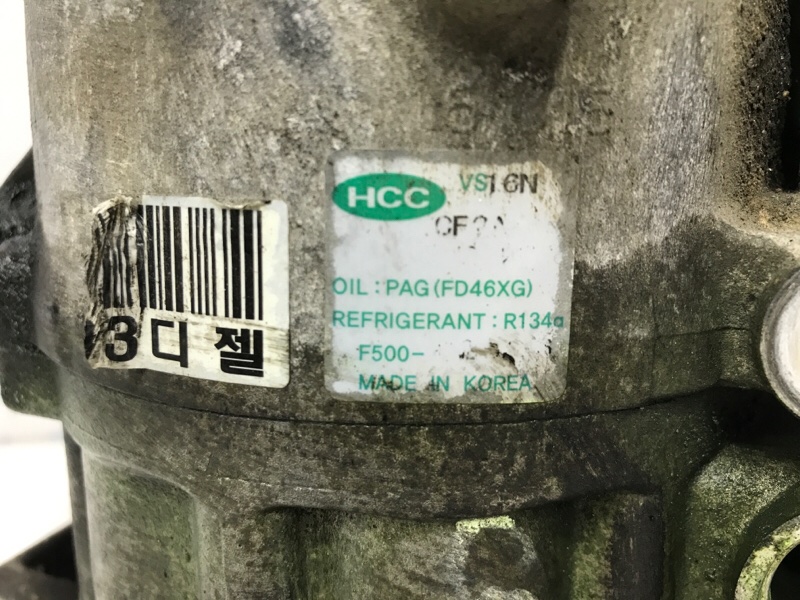 HCC VS16N
OIL : PAG (FD46XG)
REFRIGERANT : R134a
F500-
MADE IN KOREA
3디젤